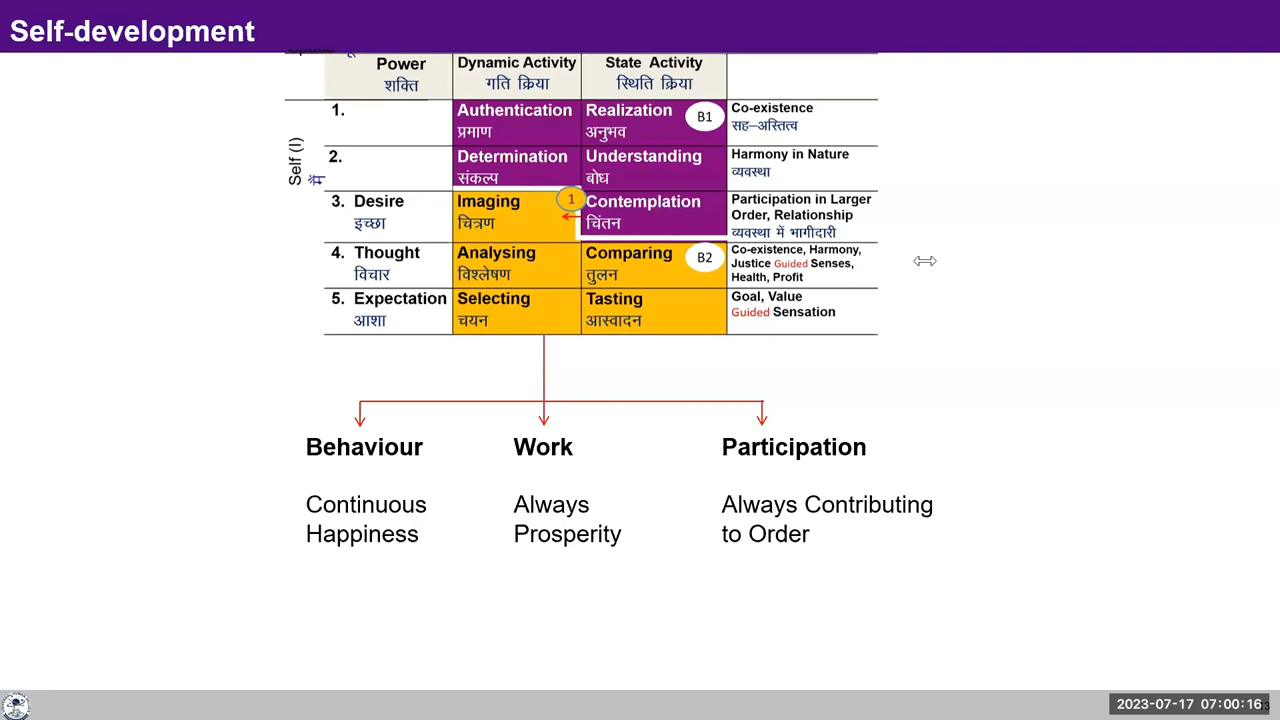 Self-development
Power Dynamic Activity State Activity
शक्ति गति क्रिया स्थिति क्रिया
Self (I)
मैं
1. Authentication Realization B1 Co-existence
प्रमाण अनुभव सह–अस्तित्व
2. Determination Understanding Harmony in Nature
संकल्प बोध व्यवस्था
3. Desire Imaging 1 Contemplation Participation in Larger
Order, Relationship
इच्छा चित्रण चिंतन व्यवस्था में भागीदारी
4. Thought Analysing Comparing B2 Co-existence, Harmony,
Justice Guided Senses,
विचार विश्लेषण तुलन Health, Profit
5. Expectation Selecting Tasting Goal, Value
आशा चयन आस्वादन Guided Sensation
Behaviour Work Participation
Continuous Always Always Contributing
Happiness Prosperity to Order
2023-07-17 07:00:16